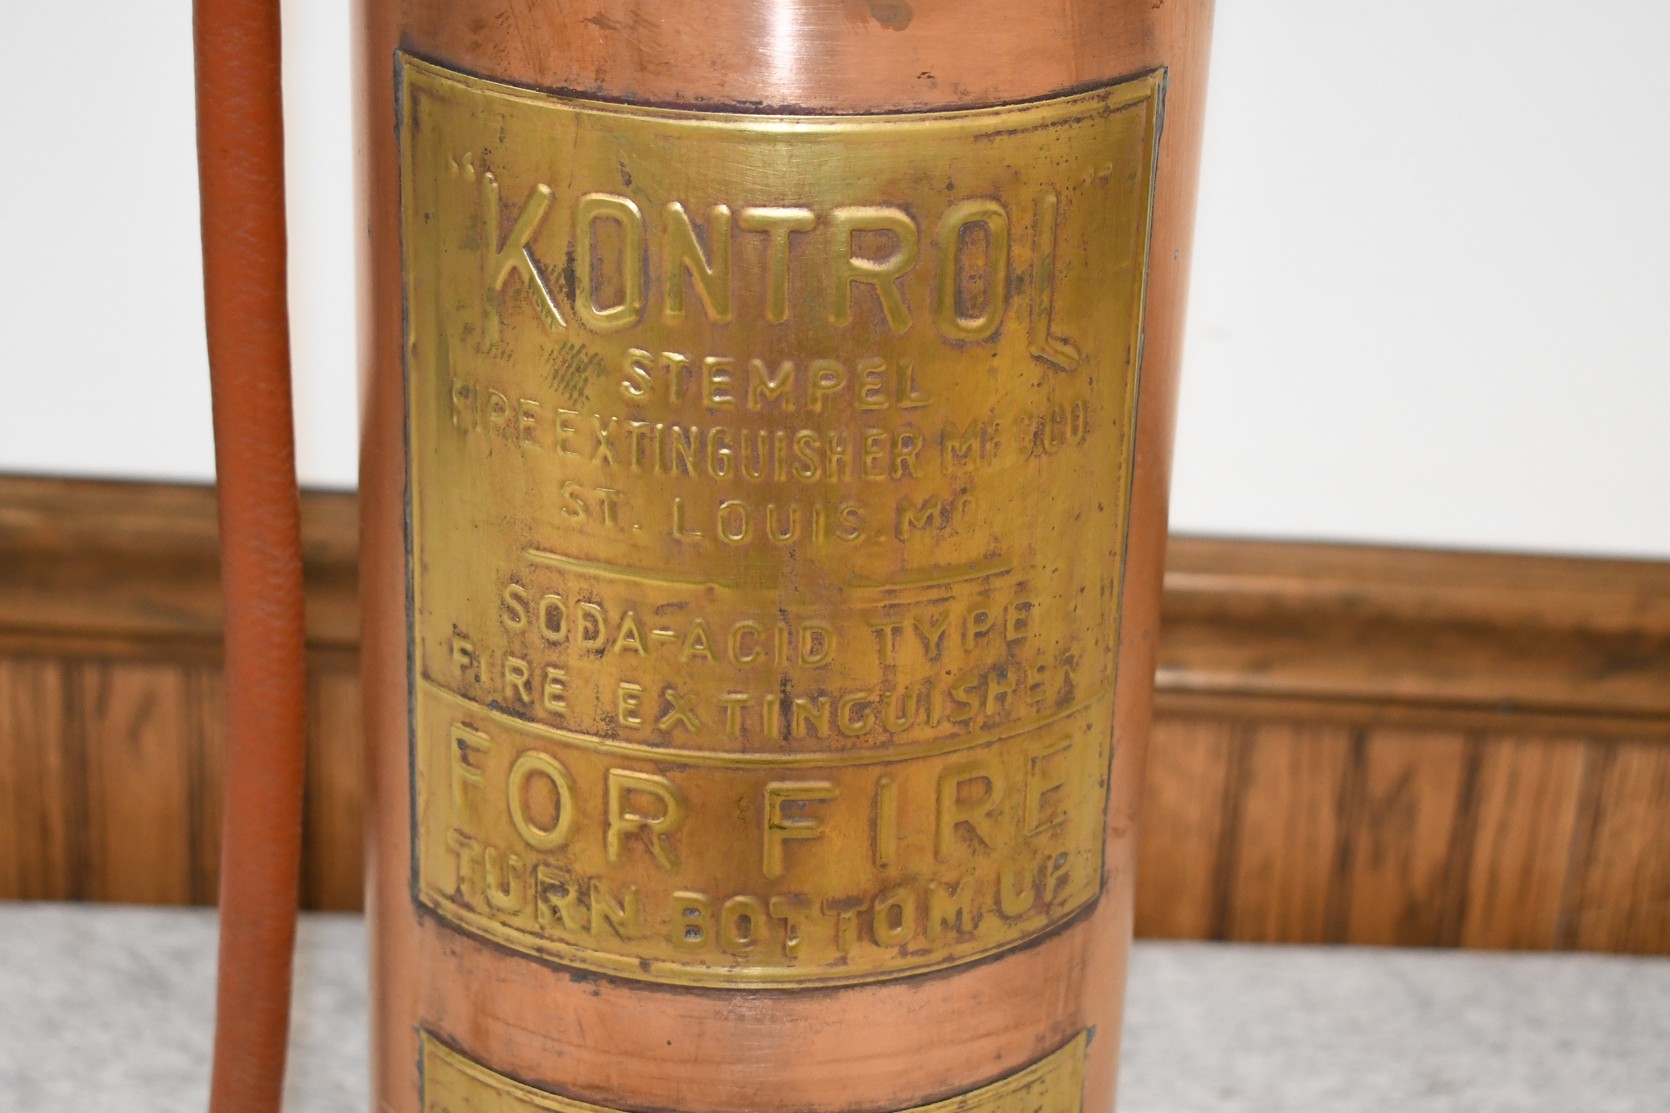 "KONTROL"
STEMPEL
FIRE EXTINGUISHER MFG CO
ST. LOUIS. MO
SODA-ACID TYPE
FIRE EXTINGUISHER
FOR FIRE
TURN BOTTOM UP